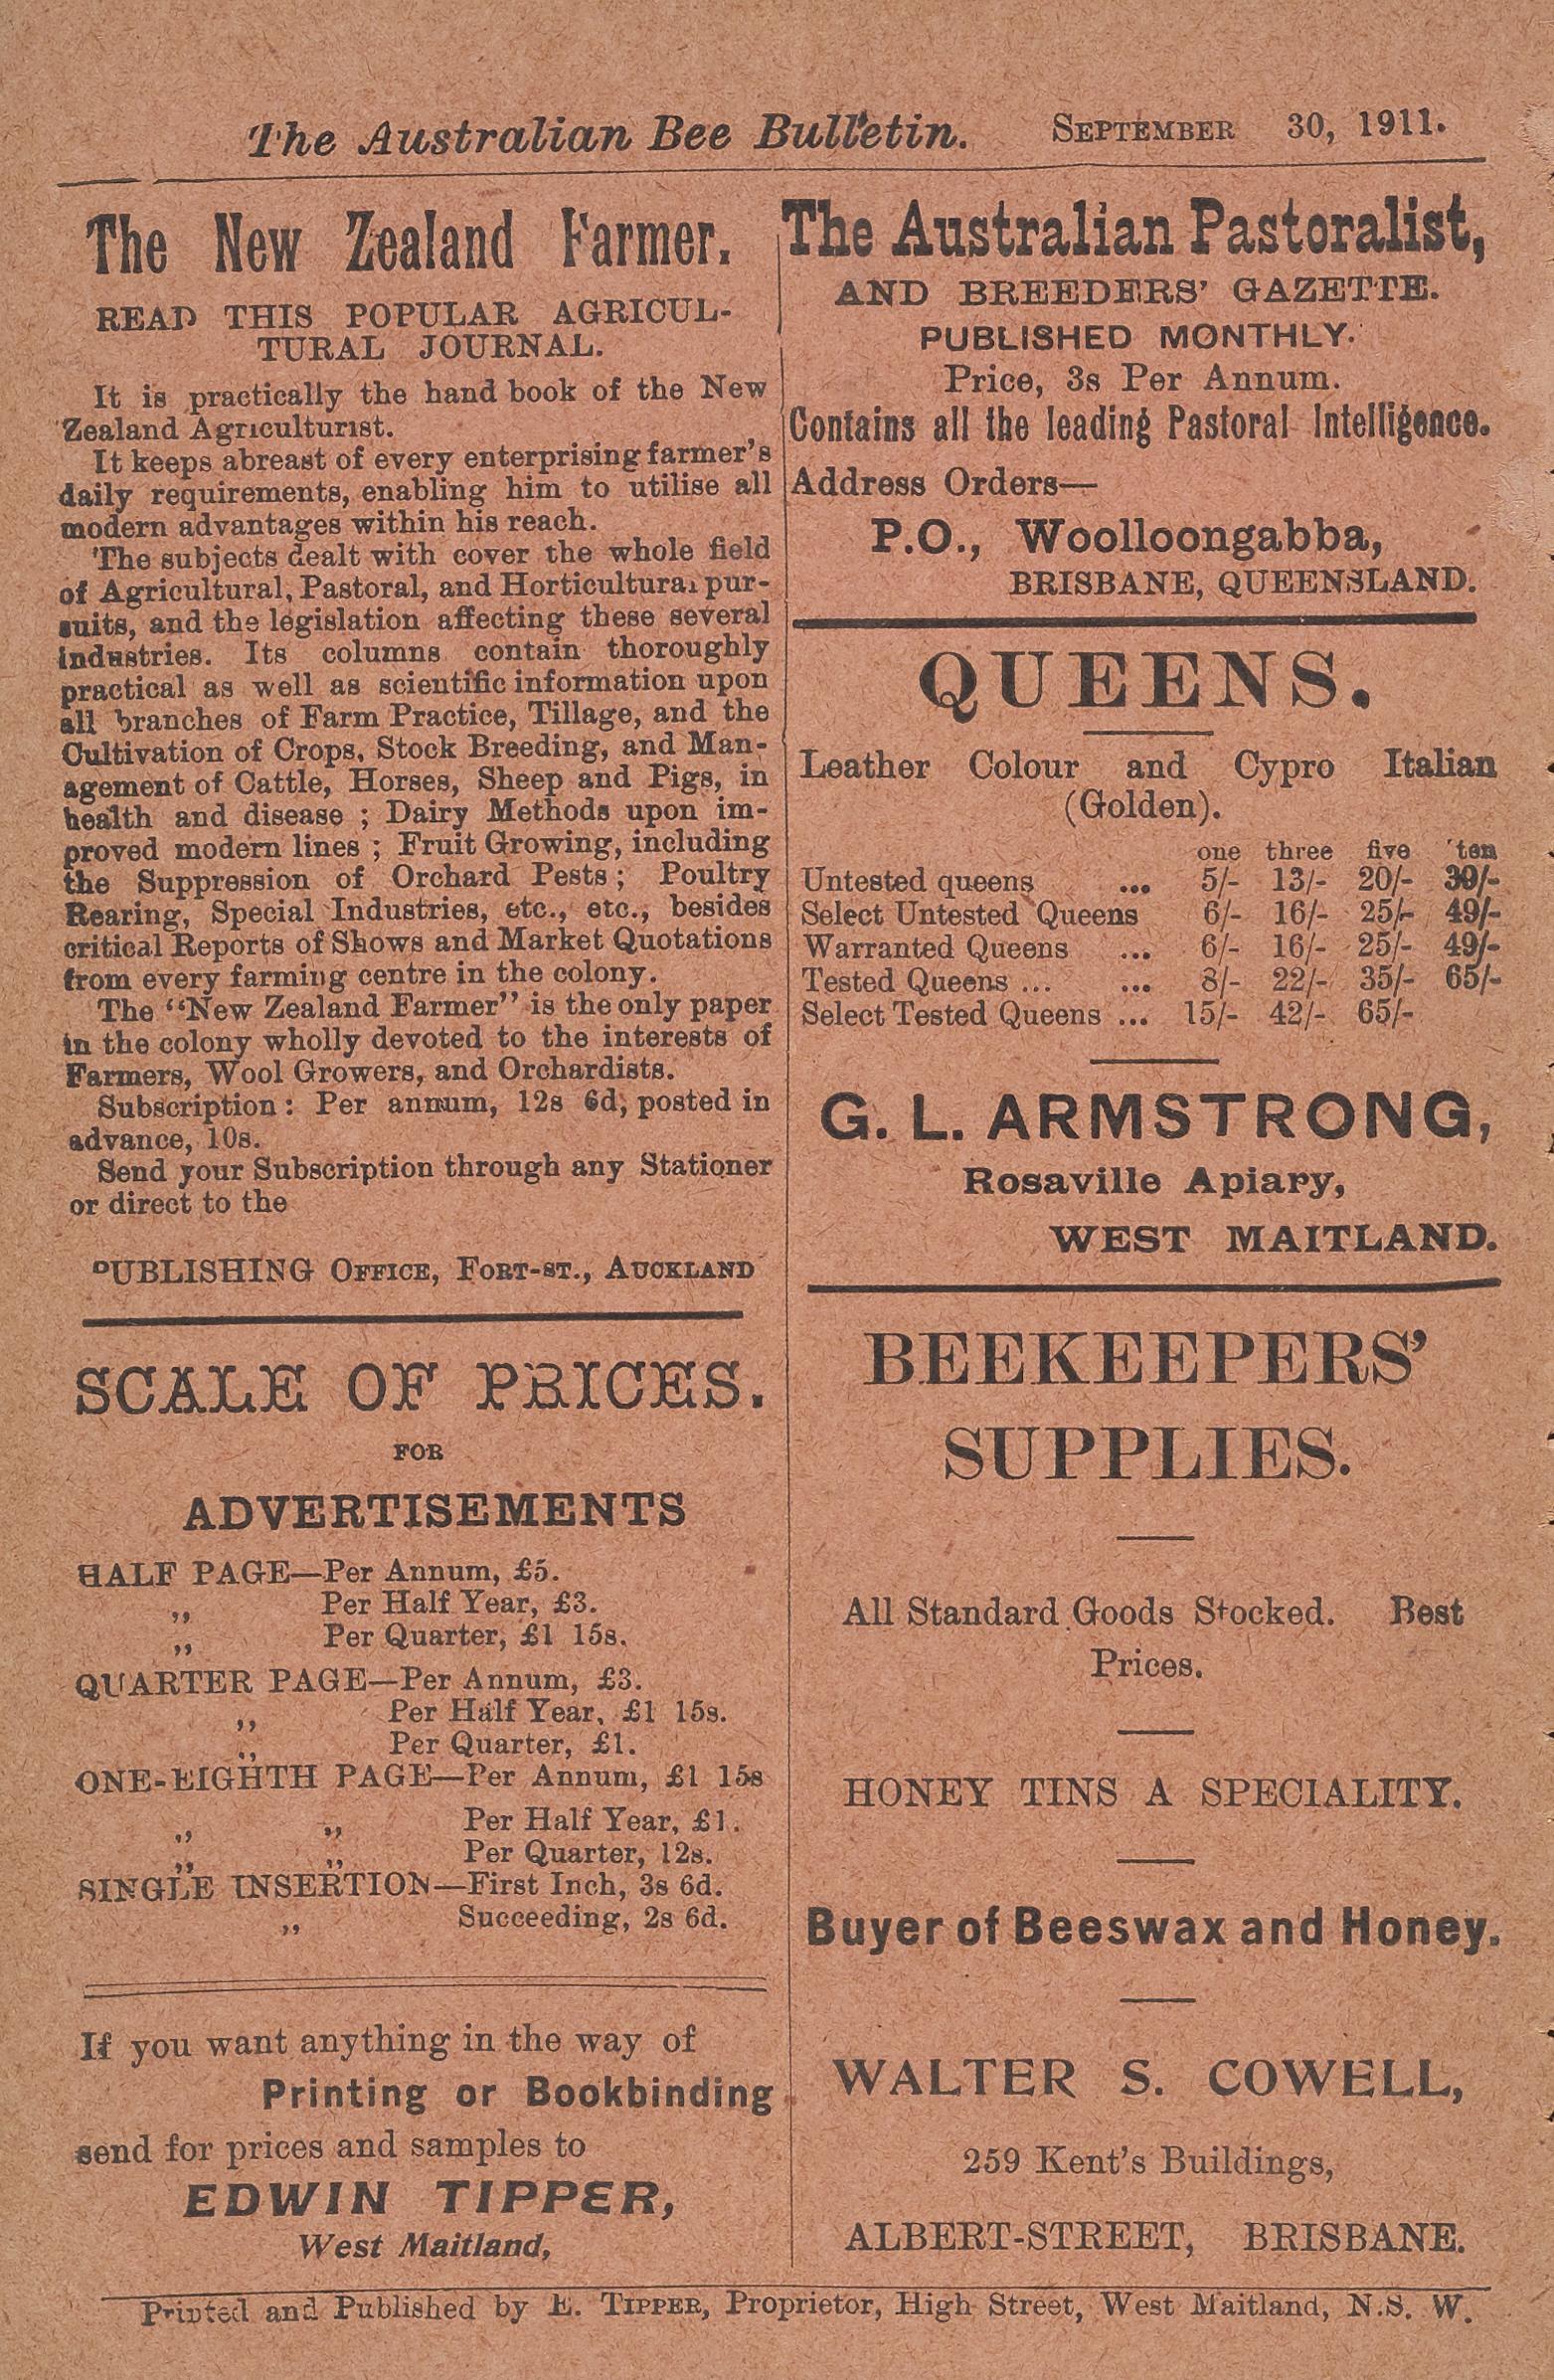 The Australian Bee Bulletin. SEPTEMBER 30, 1911.
The New Zealand Farmer.
READ THIS POPULAR AGRICUL-
TURAL JOURNAL.
It is practically the hand book of the New
Zealand Agriculturist.
It keeps abreast of every enterprising farmer's
daily requirements, enabling him to utilise all
modern advantages within his reach.
The subjects dealt with cover the whole field
of Agricultural, Pastoral, and Horticultural pur-
suits, and the legislation affecting these several
industries. Its columns contain thoroughly
practical as well as scientific information upon
all branches of Farm Practice, Tillage, and the
Cultivation of Crops, Stock Breeding, and Man-
agement of Cattle, Horses, Sheep and Pigs, in
health and disease ; Dairy Methods upon im-
proved modern lines ; Fruit Growing, including
the Suppression of Orchard Pests ; Poultry
Rearing, Special Industries, etc., etc., besides
critical Reports of Shows and Market Quotations
from every farming centre in the colony.
The "New Zealand Farmer" is the only paper
in the colony wholly devoted to the interests of
Farmers, Wool Growers, and Orchardists.
Subscription : Per annum, 12s 6d, posted in
advance, 10s.
Send your Subscription through any Stationer
or direct to the
PUBLISHING OFFICE, FORT-ST., AUCKLAND
SCALE OF PRICES.
FOR
ADVERTISEMENTS
HALF PAGE—Per Annum, £5.
,, Per Half Year, £3.
,, Per Quarter, £1 15s.
QUARTER PAGE—Per Annum, £3.
,, Per Half Year, £1 15s.
,, Per Quarter, £1.
ONE-EIGHTH PAGE—Per Annum, £1 15s
,, ,, Per Half Year, £1.
,, ,, Per Quarter, 12s.
SINGLE INSERTION—First Inch, 3s 6d.
,, Succeeding, 2s 6d.
If you want anything in the way of
Printing or Bookbinding
send for prices and samples to
EDWIN TIPPER,
West Maitland,
The Australian Pastoralist,
AND BREEDERS' GAZETTE.
PUBLISHED MONTHLY.
Price, 3s Per Annum.
Contains all the leading Pastoral Intelligence.
Address Orders—
P.O., Woolloongabba,
BRISBANE, QUEENSLAND.
QUEENS.
Leather Colour and Cypro Italian
(Golden).
one three five ten
Untested queens ... 5/- 13/- 20/- 39/-
Select Untested Queens 6/- 16/- 25/- 49/-
Warranted Queens ... 6/- 16/- 25/- 49/-
Tested Queens ... ... 8/- 22/- 35/- 65/-
Select Tested Queens ... 15/- 42/- 65/-
G. L. ARMSTRONG,
Rosaville Apiary,
WEST MAITLAND.
BEEKEEPERS'
SUPPLIES.
All Standard Goods Stocked. Best
Prices.
HONEY TINS A SPECIALITY.
Buyer of Beeswax and Honey.
WALTER S. COWELL,
259 Kent's Buildings,
ALBERT-STREET, BRISBANE.
Printed and Published by E. TIPPER, Proprietor, High Street, West Maitland, N.S. W.